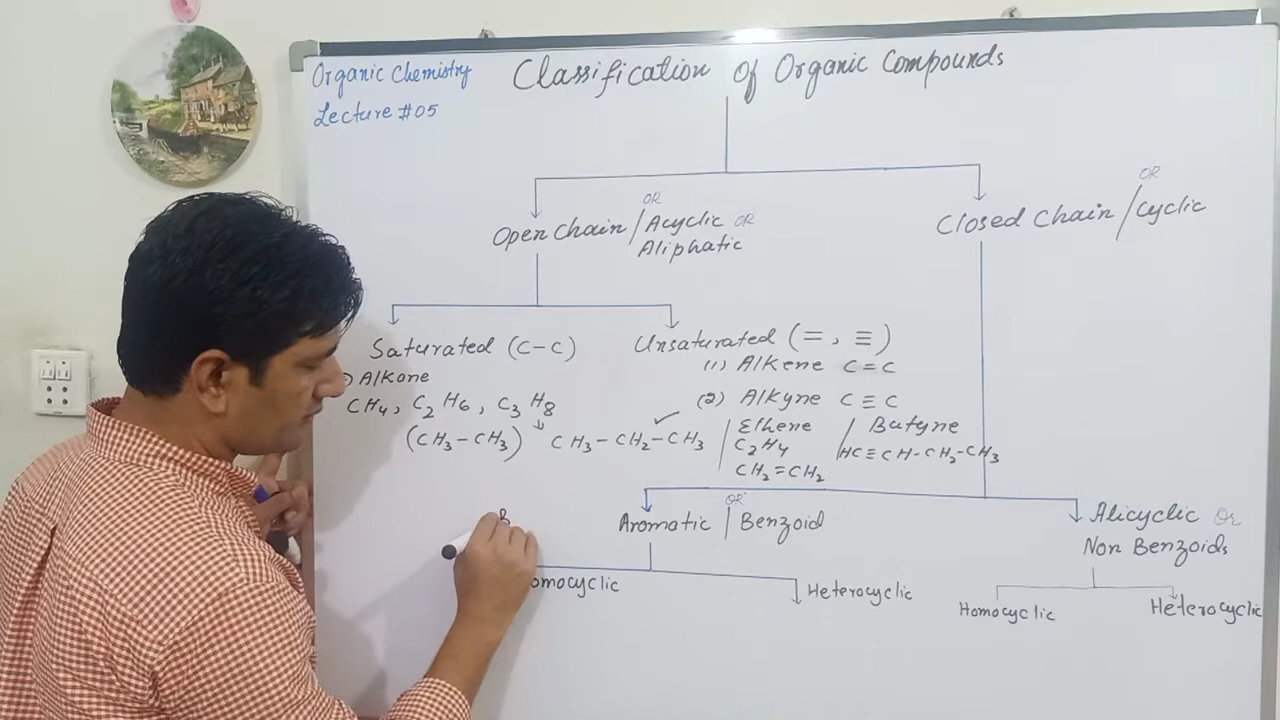 Organic Chemistry
Lecture #05
Classification of Organic Compounds
OR
Open Chain / Acyclic OR
Aliphatic
OR
Closed Chain / Cyclic
Saturated (C-C)
Alkane
CH4, C2H6, C3H8
(CH3-CH3) CH3-CH2-CH3
Unsaturated (=, ≡)
(1) Alkene C=C
(2) Alkyne C≡C
Ethene
C2H4
CH2=CH2
Butyne
HC≡CH-CH2-CH3
OR
Aromatic / Benzoid
omocyclic
Heterocyclic
Alicyclic Or
Non Benzoids
Homocyclic
Heterocyclic